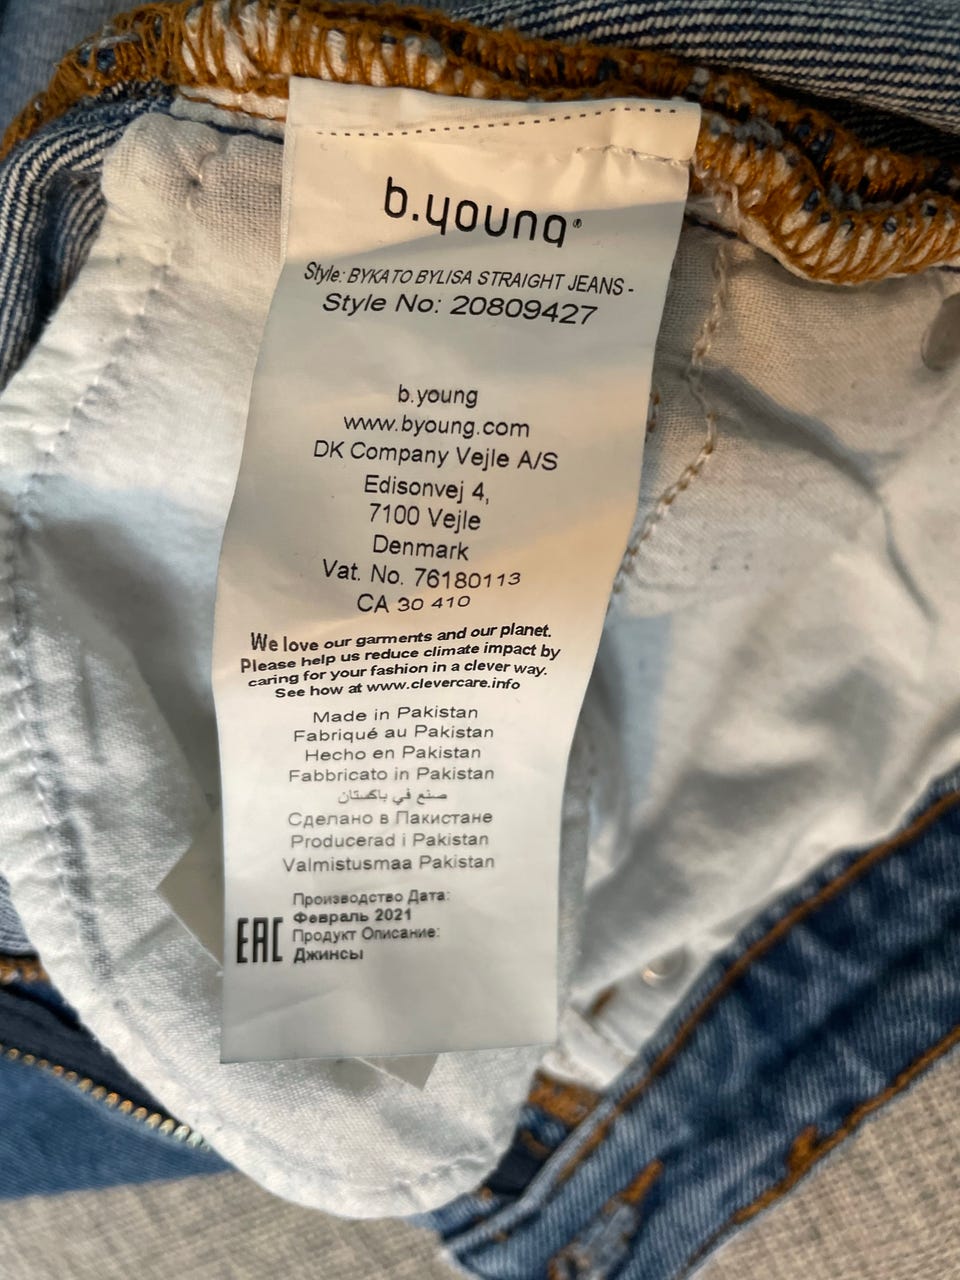 b.young®
Style: BYKATO BYLISA STRAIGHT JEANS -
Style No: 20809427
b.young
www.byoung.com
DK Company Vejle A/S
Edisonvej 4,
7100 Vejle
Denmark
Vat. No. 76180113
CA 30 410
We love our garments and our planet.
Please help us reduce climate impact by
caring for your fashion in a clever way.
See how at www.clevercare.info
Made in Pakistan
Fabriqué au Pakistan
Hecho en Pakistan
Fabbricato in Pakistan
صنع في باكستان
Сделано в Пакистане
Producerad i Pakistan
Valmistusmaa Pakistan
Производство Дата:
Февраль 2021
EAC Продукт Описание:
Джинсы